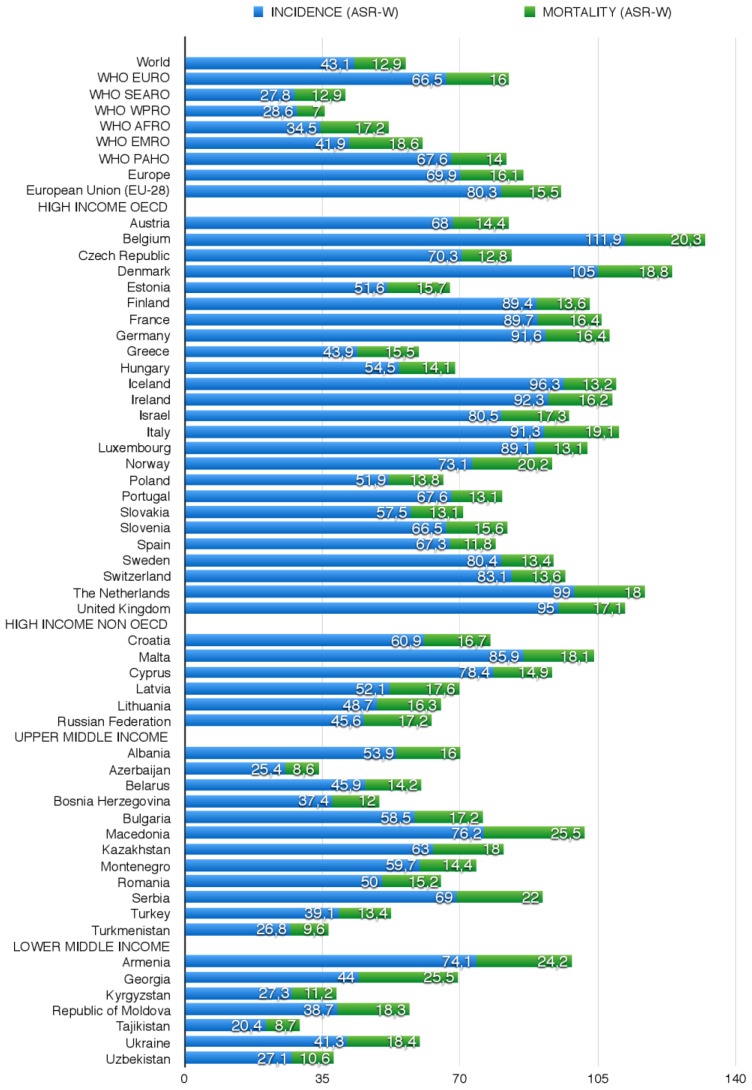 INCIDENCE (ASR-W) MORTALITY (ASR-W)
World 43,1 12,9
WHO EURO 66,5 16
WHO SEARO 27,8 12,9
WHO WPRO 28,6 7
WHO AFRO 34,5 17,2
WHO EMRO 41,9 18,6
WHO PAHO 67,6 14
Europe 69,9 16,1
European Union (EU-28) 80,3 15,5
HIGH INCOME OECD
Austria 68 14,4
Belgium 111,9 20,3
Czech Republic 70,3 12,8
Denmark 105 18,8
Estonia 51,6 15,7
Finland 89,4 13,6
France 89,7 16,4
Germany 91,6 16,4
Greece 43,9 15,5
Hungary 54,5 14,1
Iceland 96,3 13,2
Ireland 92,3 16,2
Israel 80,5 17,3
Italy 91,3 19,1
Luxembourg 89,1 13,1
Norway 73,1 20,2
Poland 51,9 13,8
Portugal 67,6 13,1
Slovakia 57,5 13,1
Slovenia 66,5 15,6
Spain 67,3 11,8
Sweden 80,4 13,4
Switzerland 83,1 13,6
The Netherlands 99 18
United Kingdom 95 17,1
HIGH INCOME NON OECD
Croatia 60,9 16,7
Malta 85,9 18,1
Cyprus 78,4 14,9
Latvia 52,1 17,6
Lithuania 48,7 16,3
Russian Federation 45,6 17,2
UPPER MIDDLE INCOME
Albania 53,9 16
Azerbaijan 25,4 8,6
Belarus 45,9 14,2
Bosnia Herzegovina 37,4 12
Bulgaria 58,5 17,2
Macedonia 76,2 25,5
Kazakhstan 63 18
Montenegro 59,7 14,4
Romania 50 15,2
Serbia 69 22
Turkey 39,1 13,4
Turkmenistan 26,8 9,6
LOWER MIDDLE INCOME
Armenia 74,1 24,2
Georgia 44 25,5
Kyrgyzstan 27,3 11,2
Republic of Moldova 38,7 18,3
Tajikistan 20,4 8,7
Ukraine 41,3 18,4
Uzbekistan 27,1 10,6
0 35 70 105 140